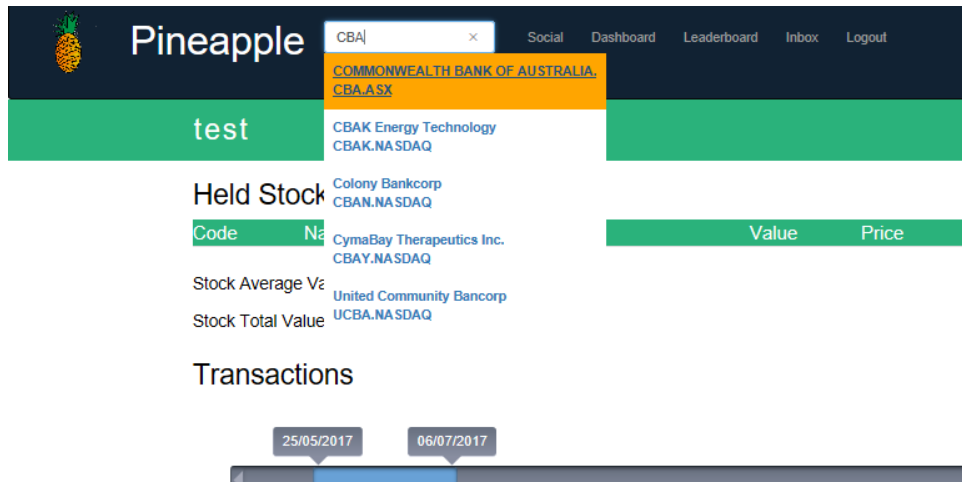 Pineapple
CBA
Social Dashboard Leaderboard Inbox Logout
COMMONWEALTH BANK OF AUSTRALIA.
CBA.ASX
CBAK Energy Technology
CBAK.NASDAQ
Colony Bankcorp
CBAN.NASDAQ
CymaBay Therapeutics Inc.
CBAY.NASDAQ
United Community Bancorp
UCBA.NASDAQ
test
Held Stock
Code Value Price
Stock Average
Stock Total Value
Transactions
25/05/2017 06/07/2017